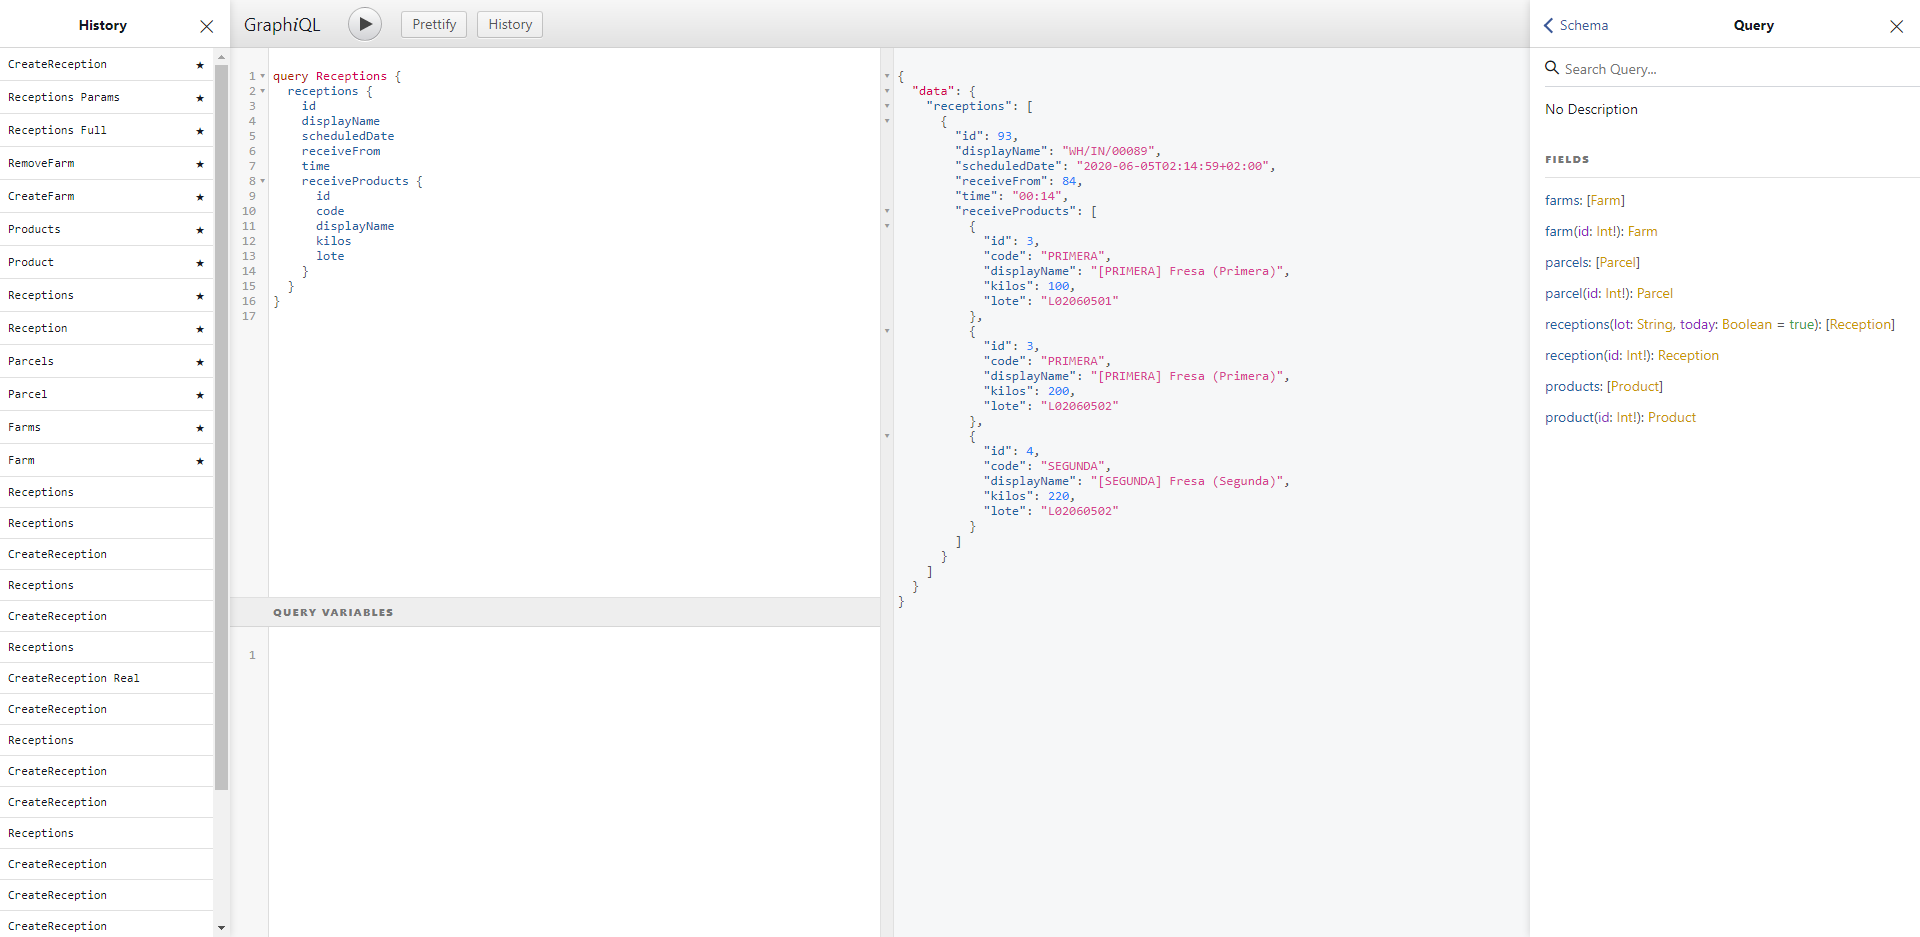 History
CreateReception ★
Receptions Params ★
Receptions Full ★
RemoveFarm ★
CreateFarm ★
Products ★
Product ★
Receptions ★
Reception ★
Parcels ★
Parcel ★
Farms ★
Farm ★
Receptions
Receptions
CreateReception
Receptions
CreateReception
Receptions
CreateReception Real
CreateReception
Receptions
CreateReception
CreateReception
Receptions
CreateReception
CreateReception
CreateReception
GraphiQL
Prettify
History
1 query Receptions {
2   receptions {
3     id
4     displayName
5     scheduledDate
6     receiveFrom
7     time
8     receiveProducts {
9       id
10       code
11       displayName
12       kilos
13       lote
14     }
15   }
16 }
17
QUERY VARIABLES
1
{
  "data": {
    "receptions": [
      {
        "id": 93,
        "displayName": "WH/IN/00089",
        "scheduledDate": "2020-06-05T02:14:59+02:00",
        "receiveFrom": 84,
        "time": "00:14",
        "receiveProducts": [
          {
            "id": 3,
            "code": "PRIMERA",
            "displayName": "[PRIMERA] Fresa (Primera)",
            "kilos": 100,
            "lote": "L02060501"
          },
          {
            "id": 3,
            "code": "PRIMERA",
            "displayName": "[PRIMERA] Fresa (Primera)",
            "kilos": 200,
            "lote": "L02060502"
          },
          {
            "id": 4,
            "code": "SEGUNDA",
            "displayName": "[SEGUNDA] Fresa (Segunda)",
            "kilos": 220,
            "lote": "L02060502"
          }
        ]
      }
    ]
  }
}
Schema
Query
Search Query...
No Description
FIELDS
farms: [Farm]
farm(id: Int!): Farm
parcels: [Parcel]
parcel(id: Int!): Parcel
receptions(lot: String, today: Boolean = true): [Reception]
reception(id: Int!): Reception
products: [Product]
product(id: Int!): Product